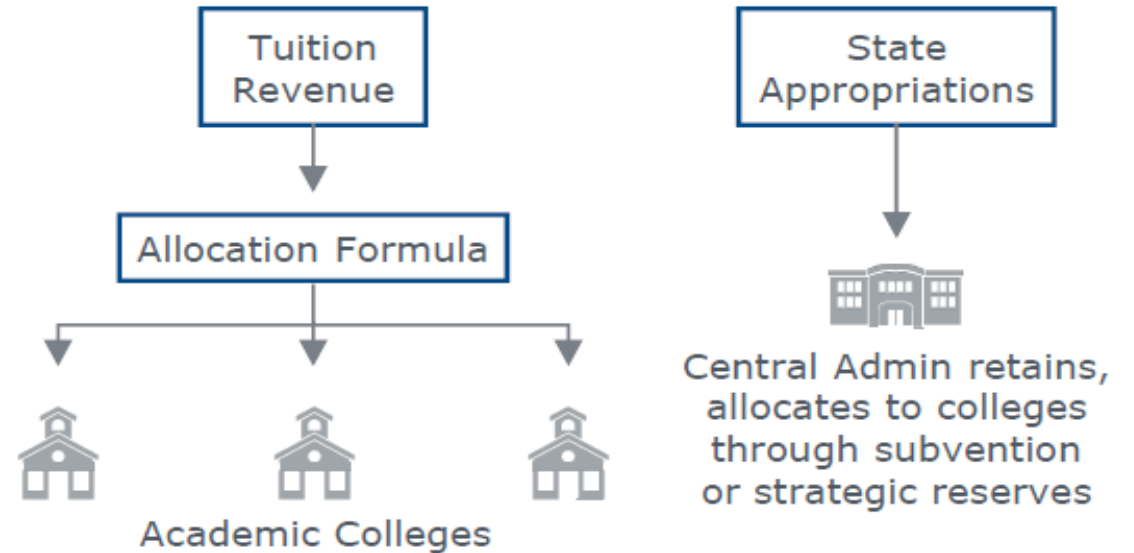 Tuition
Revenue
State
Appropriations
Allocation Formula
Academic Colleges
Central Admin retains,
allocates to colleges
through subvention
or strategic reserves